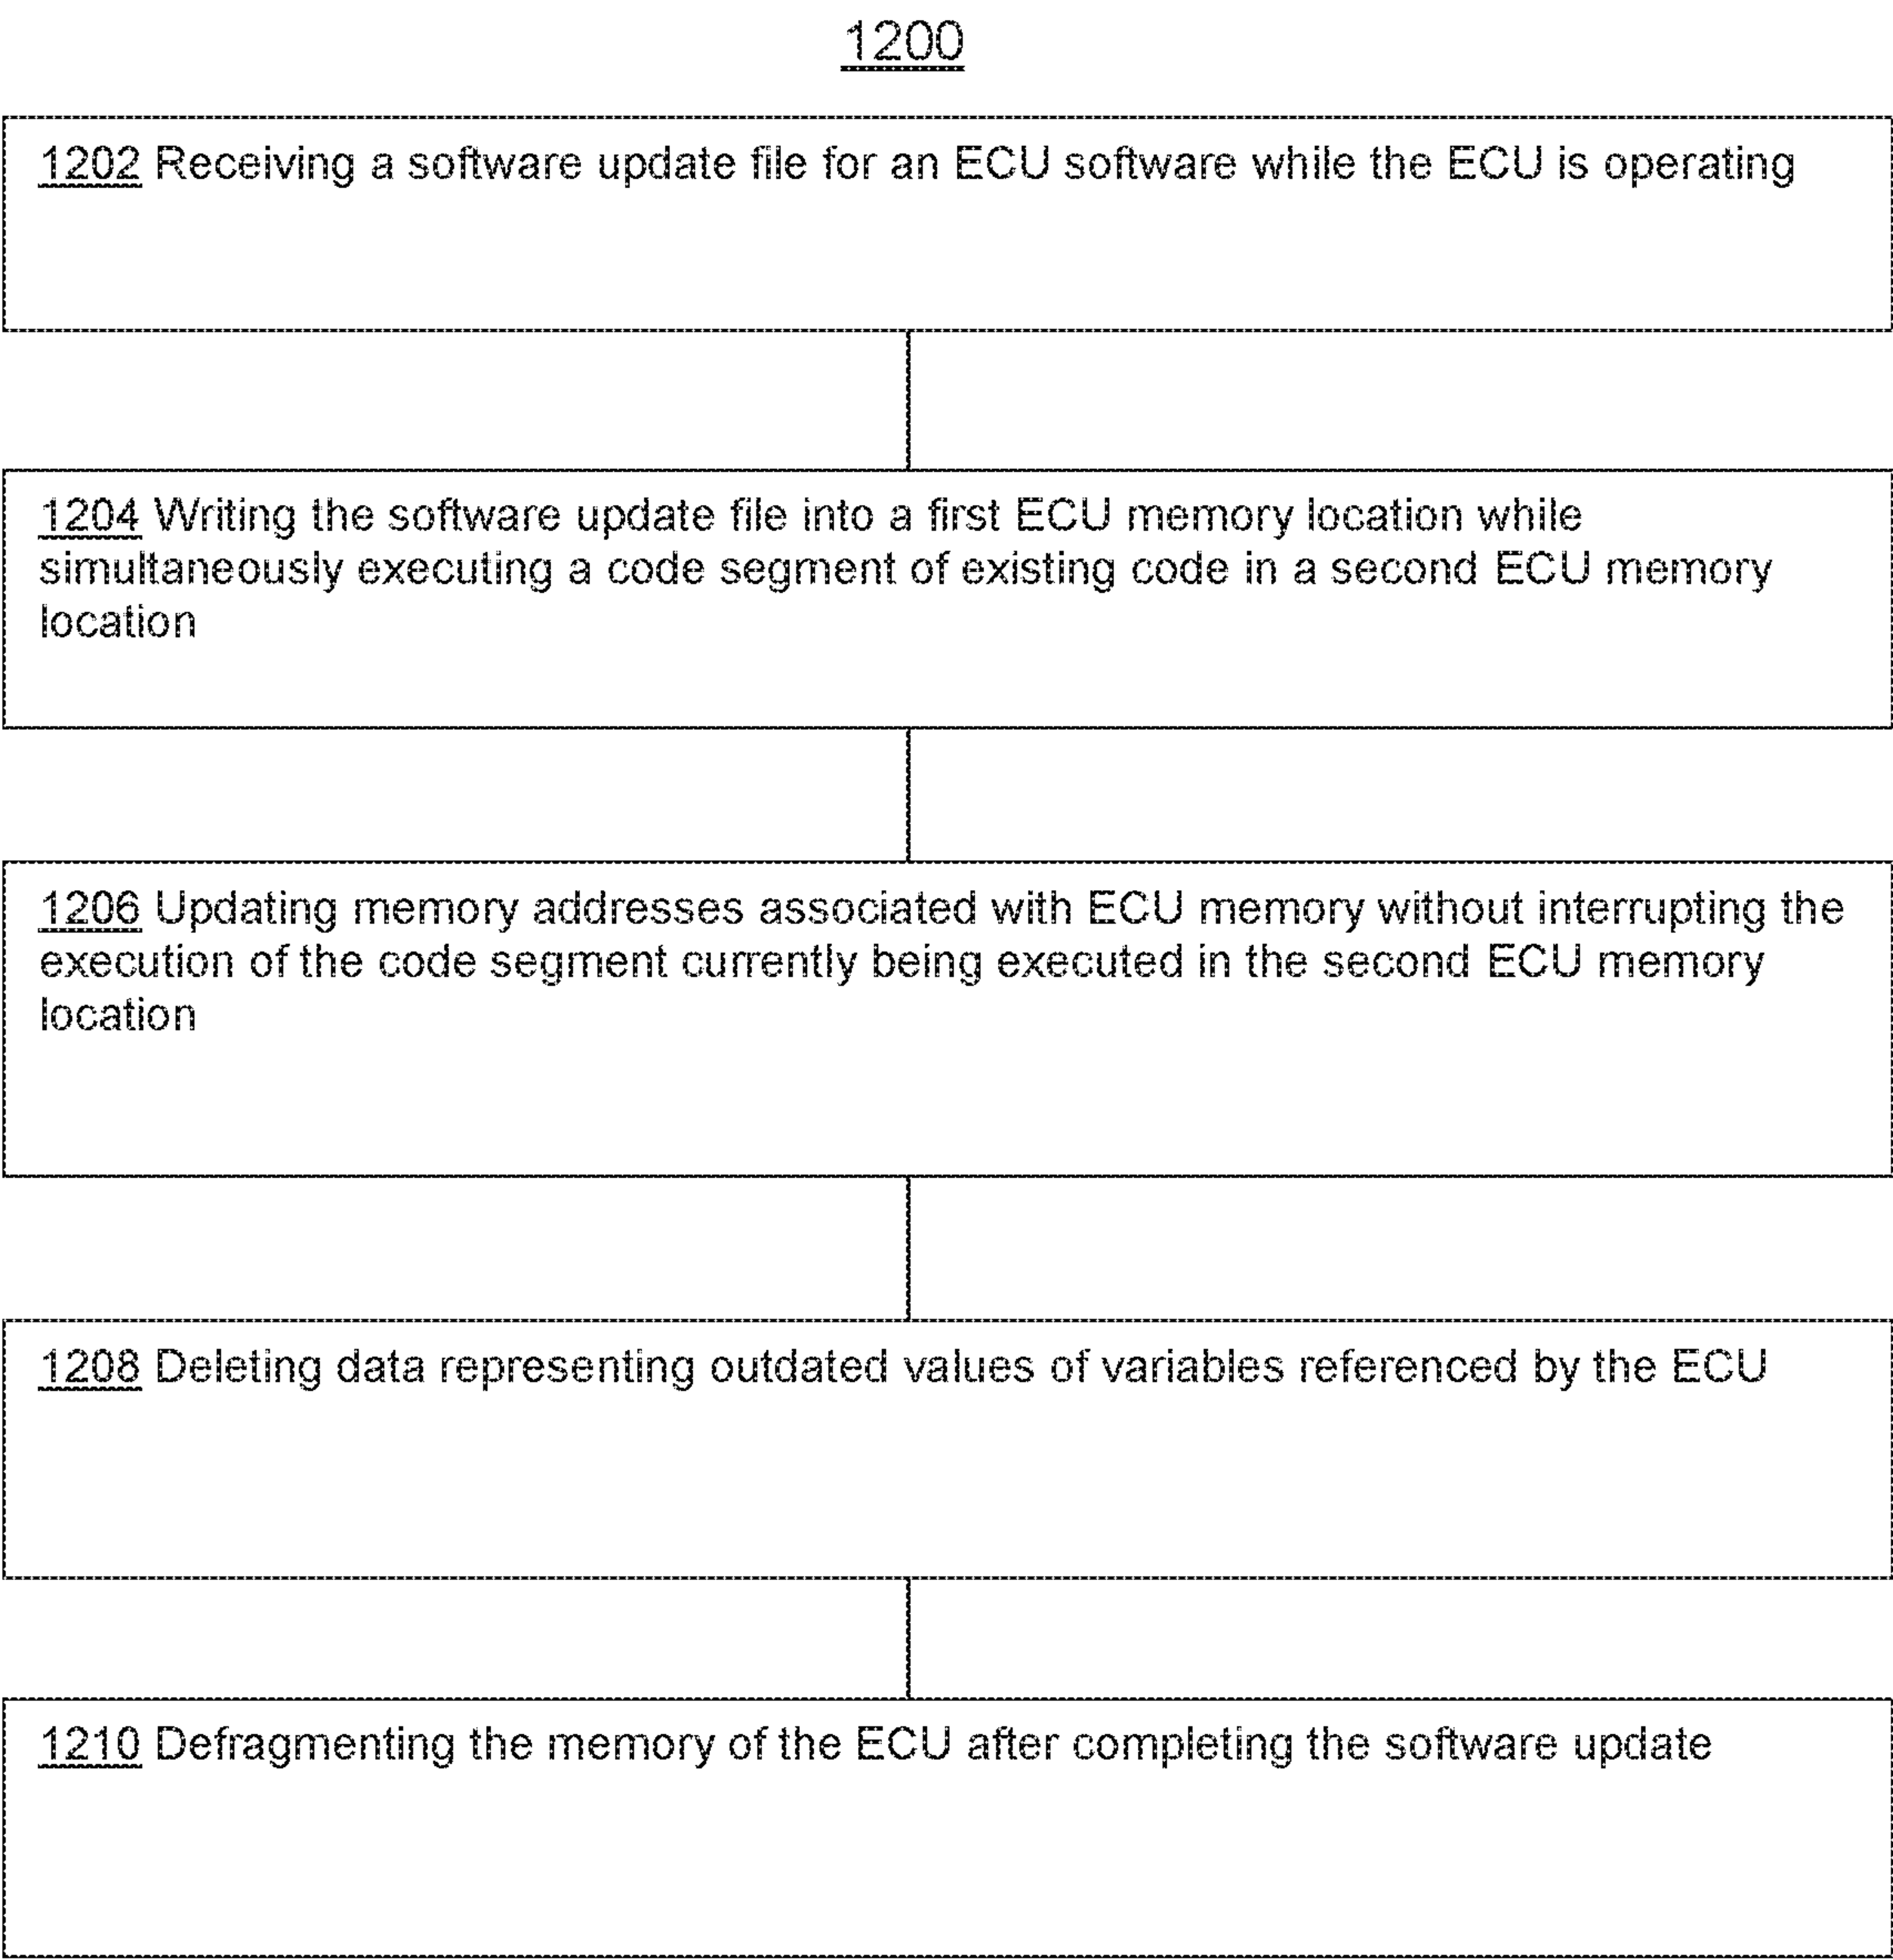 1200
1202 Receiving a software update file for an ECU software while the ECU is operating
1204 Writing the software update file into a first ECU memory location while
simultaneously executing a code segment of existing code in a second ECU memory
location
1206 Updating memory addresses associated with ECU memory without interrupting the
execution of the code segment currently being executed in the second ECU memory
location
1208 Deleting data representing outdated values of variables referenced by the ECU
1210 Defragmenting the memory of the ECU after completing the software update